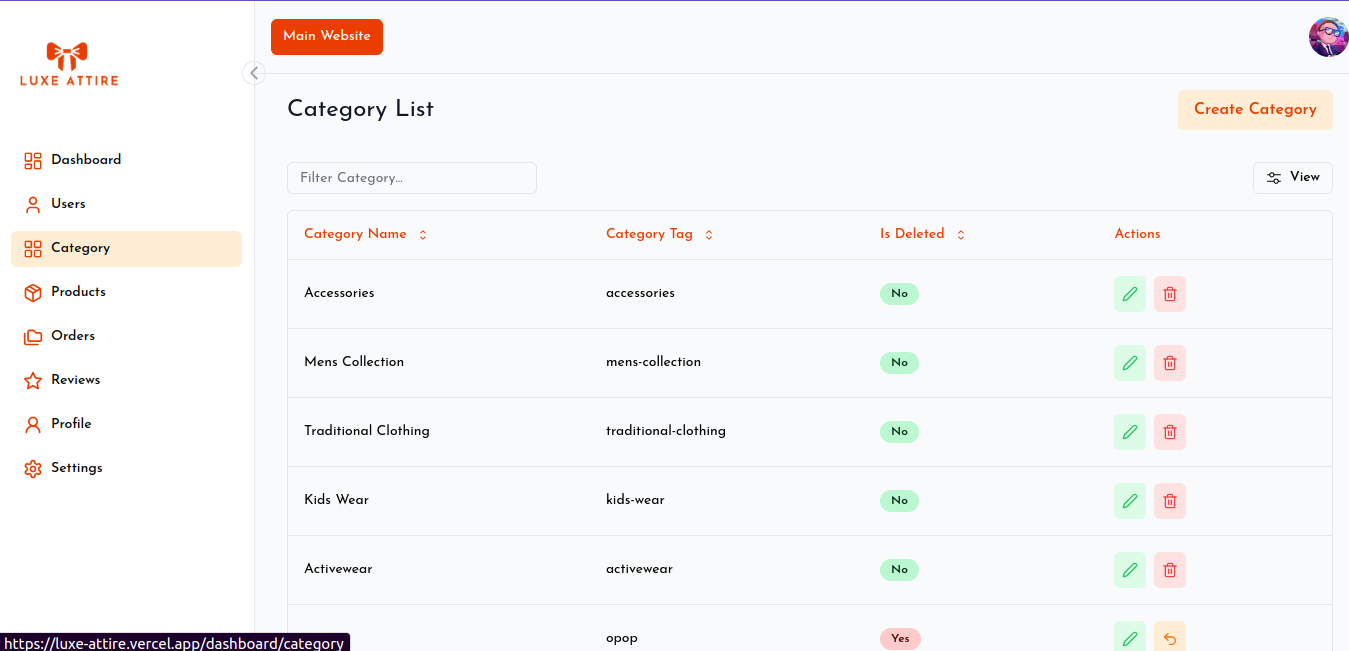 LUXE ATTIRE
Main Website
Dashboard
Users
Category
Products
Orders
Reviews
Profile
Settings
Category List
Create Category
Filter Category...
View
Category Name Category Tag Is Deleted Actions
Accessories accessories No
Mens Collection mens-collection No
Traditional Clothing traditional-clothing No
Kids Wear kids-wear No
Activewear activewear No
opop Yes
https://luxe-attire.vercel.app/dashboard/category